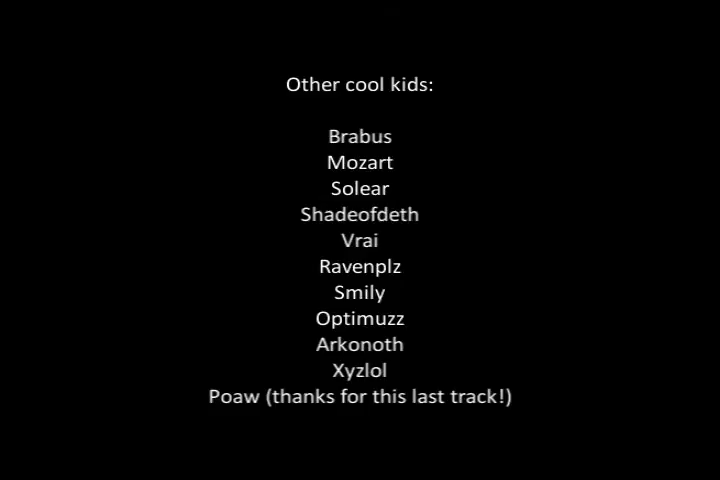 Other cool kids:
Brabus
Mozart
Solear
Shadeofdeth
Vrai
Ravenplz
Smily
Optimuzz
Arkonoth
Xyzlol
Poaw (thanks for this last track!)